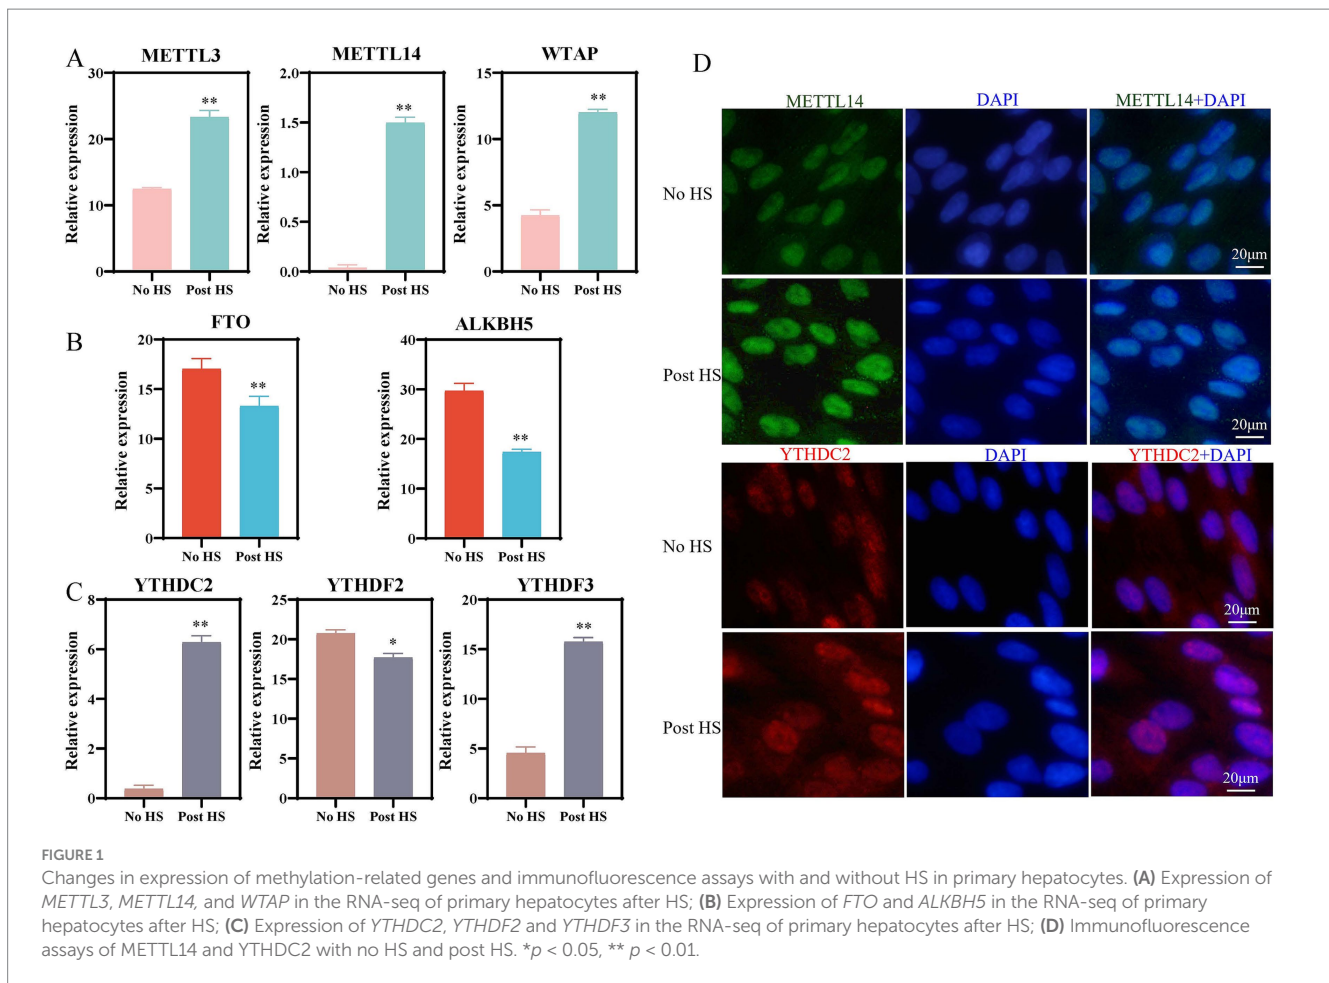 A
METTL3
METTL14
WTAP
Relative expression
30
20
10
0
**
No HS
Post HS
Relative expression
2.0
1.5
1.0
0.5
0.0
**
No HS
Post HS
Relative expression
15
10
5
0
**
No HS
Post HS
B
FTO
ALKBH5
Relative expression
20
15
10
5
0
**
No HS
Post HS
Relative expression
40
30
20
10
0
**
No HS
Post HS
C
YTHDC2
YTHDF2
YTHDF3
Relative expression
8
6
4
2
0
**
No HS
Post HS
Relative expression
25
20
15
10
5
0
*
No HS
Post HS
Relative expression
20
15
10
5
0
**
No HS
Post HS
D
METTL14
DAPI
METTL14+DAPI
No HS
20μm
Post HS
20μm
YTHDC2
DAPI
YTHDC2+DAPI
No HS
20μm
Post HS
20μm
FIGURE 1
Changes in expression of methylation-related genes and immunofluorescence assays with and without HS in primary hepatocytes. (A) Expression of
METTL3, METTL14, and WTAP in the RNA-seq of primary hepatocytes after HS; (B) Expression of FTO and ALKBH5 in the RNA-seq of primary
hepatocytes after HS; (C) Expression of YTHDC2, YTHDF2 and YTHDF3 in the RNA-seq of primary hepatocytes after HS; (D) Immunofluorescence
assays of METTL14 and YTHDC2 with no HS and post HS. *p < 0.05, ** p < 0.01.